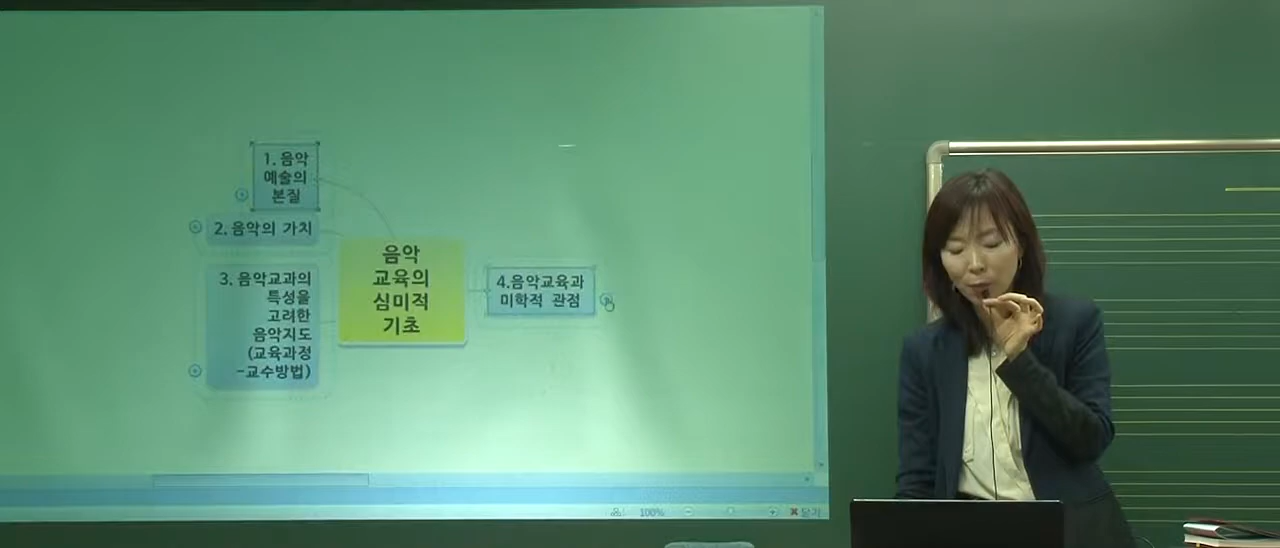 1. 음악
예술의
본질
2. 음악의 가치
3. 음악교과의
특성을
고려한
음악지도
(교육과정
-교수방법)
음악
교육의
심미적
기초
4.음악교육과
미학적 관점
100%
닫기